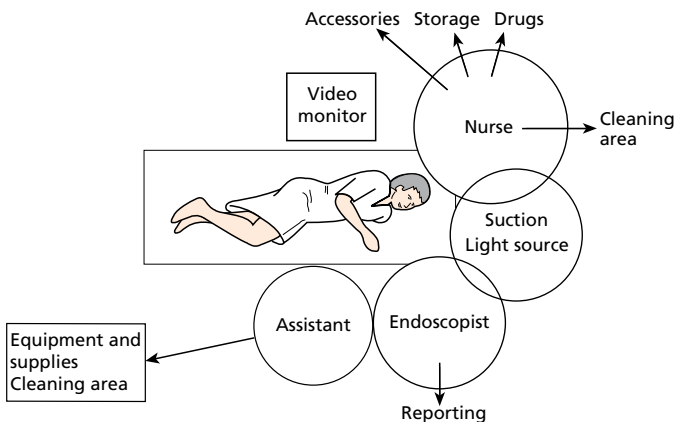 Accessories Storage Drugs
Video
monitor
Nurse
Cleaning
area
Suction
Light source
Assistant
Endoscopist
Equipment and
supplies
Cleaning area
Reporting